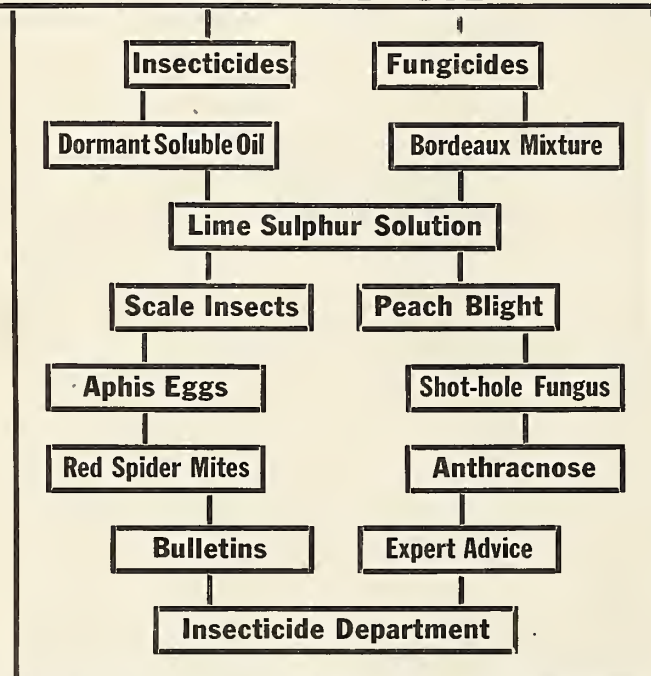 Insecticides
Fungicides
Dormant Soluble Oil
Bordeaux Mixture
Lime Sulphur Solution
Scale Insects
Peach Blight
Aphis Eggs
Shot-hole Fungus
Red Spider Mites
Anthracnose
Bulletins
Expert Advice
Insecticide Department